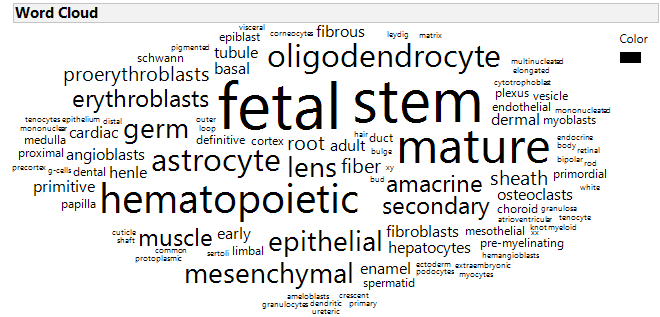 Word Cloud
Color
visceral
epiblast corneocytes fibrous leydig matrix
pigmented tubule oligodendrocyte
schwann basal multinucleated
elongated
proerythroblasts cytotrophoblast
plexus vesicle
erythroblasts fetal stem endothelial mononucleated
tenocytes epithelium distal outer dermal myoblasts
mononuclear cardiac germ loop hair endocrine
medulla definitive cortex root adult duct mature body retinal
proximal angioblasts astrocyte lens bulge bipolar rod
precortex g-cells dental henle fiber xy sheath primordial
primitive bud amacrine white
papilla hematopoietic secondary osteoclasts
choroid granulosa
atrioventricular tenocyte
cuticle muscle early epithelial fibroblasts mesothelial knot myeloid
shaft xx
common sertoli limbal hepatocytes pre-myelinating
protoplasmic hemangioblasts
mesenchymal enamel ectoderm extraembryonic
podocytes myocytes
spermatid
ameloblasts crescent
granulocytes dendritic primary
ureteric